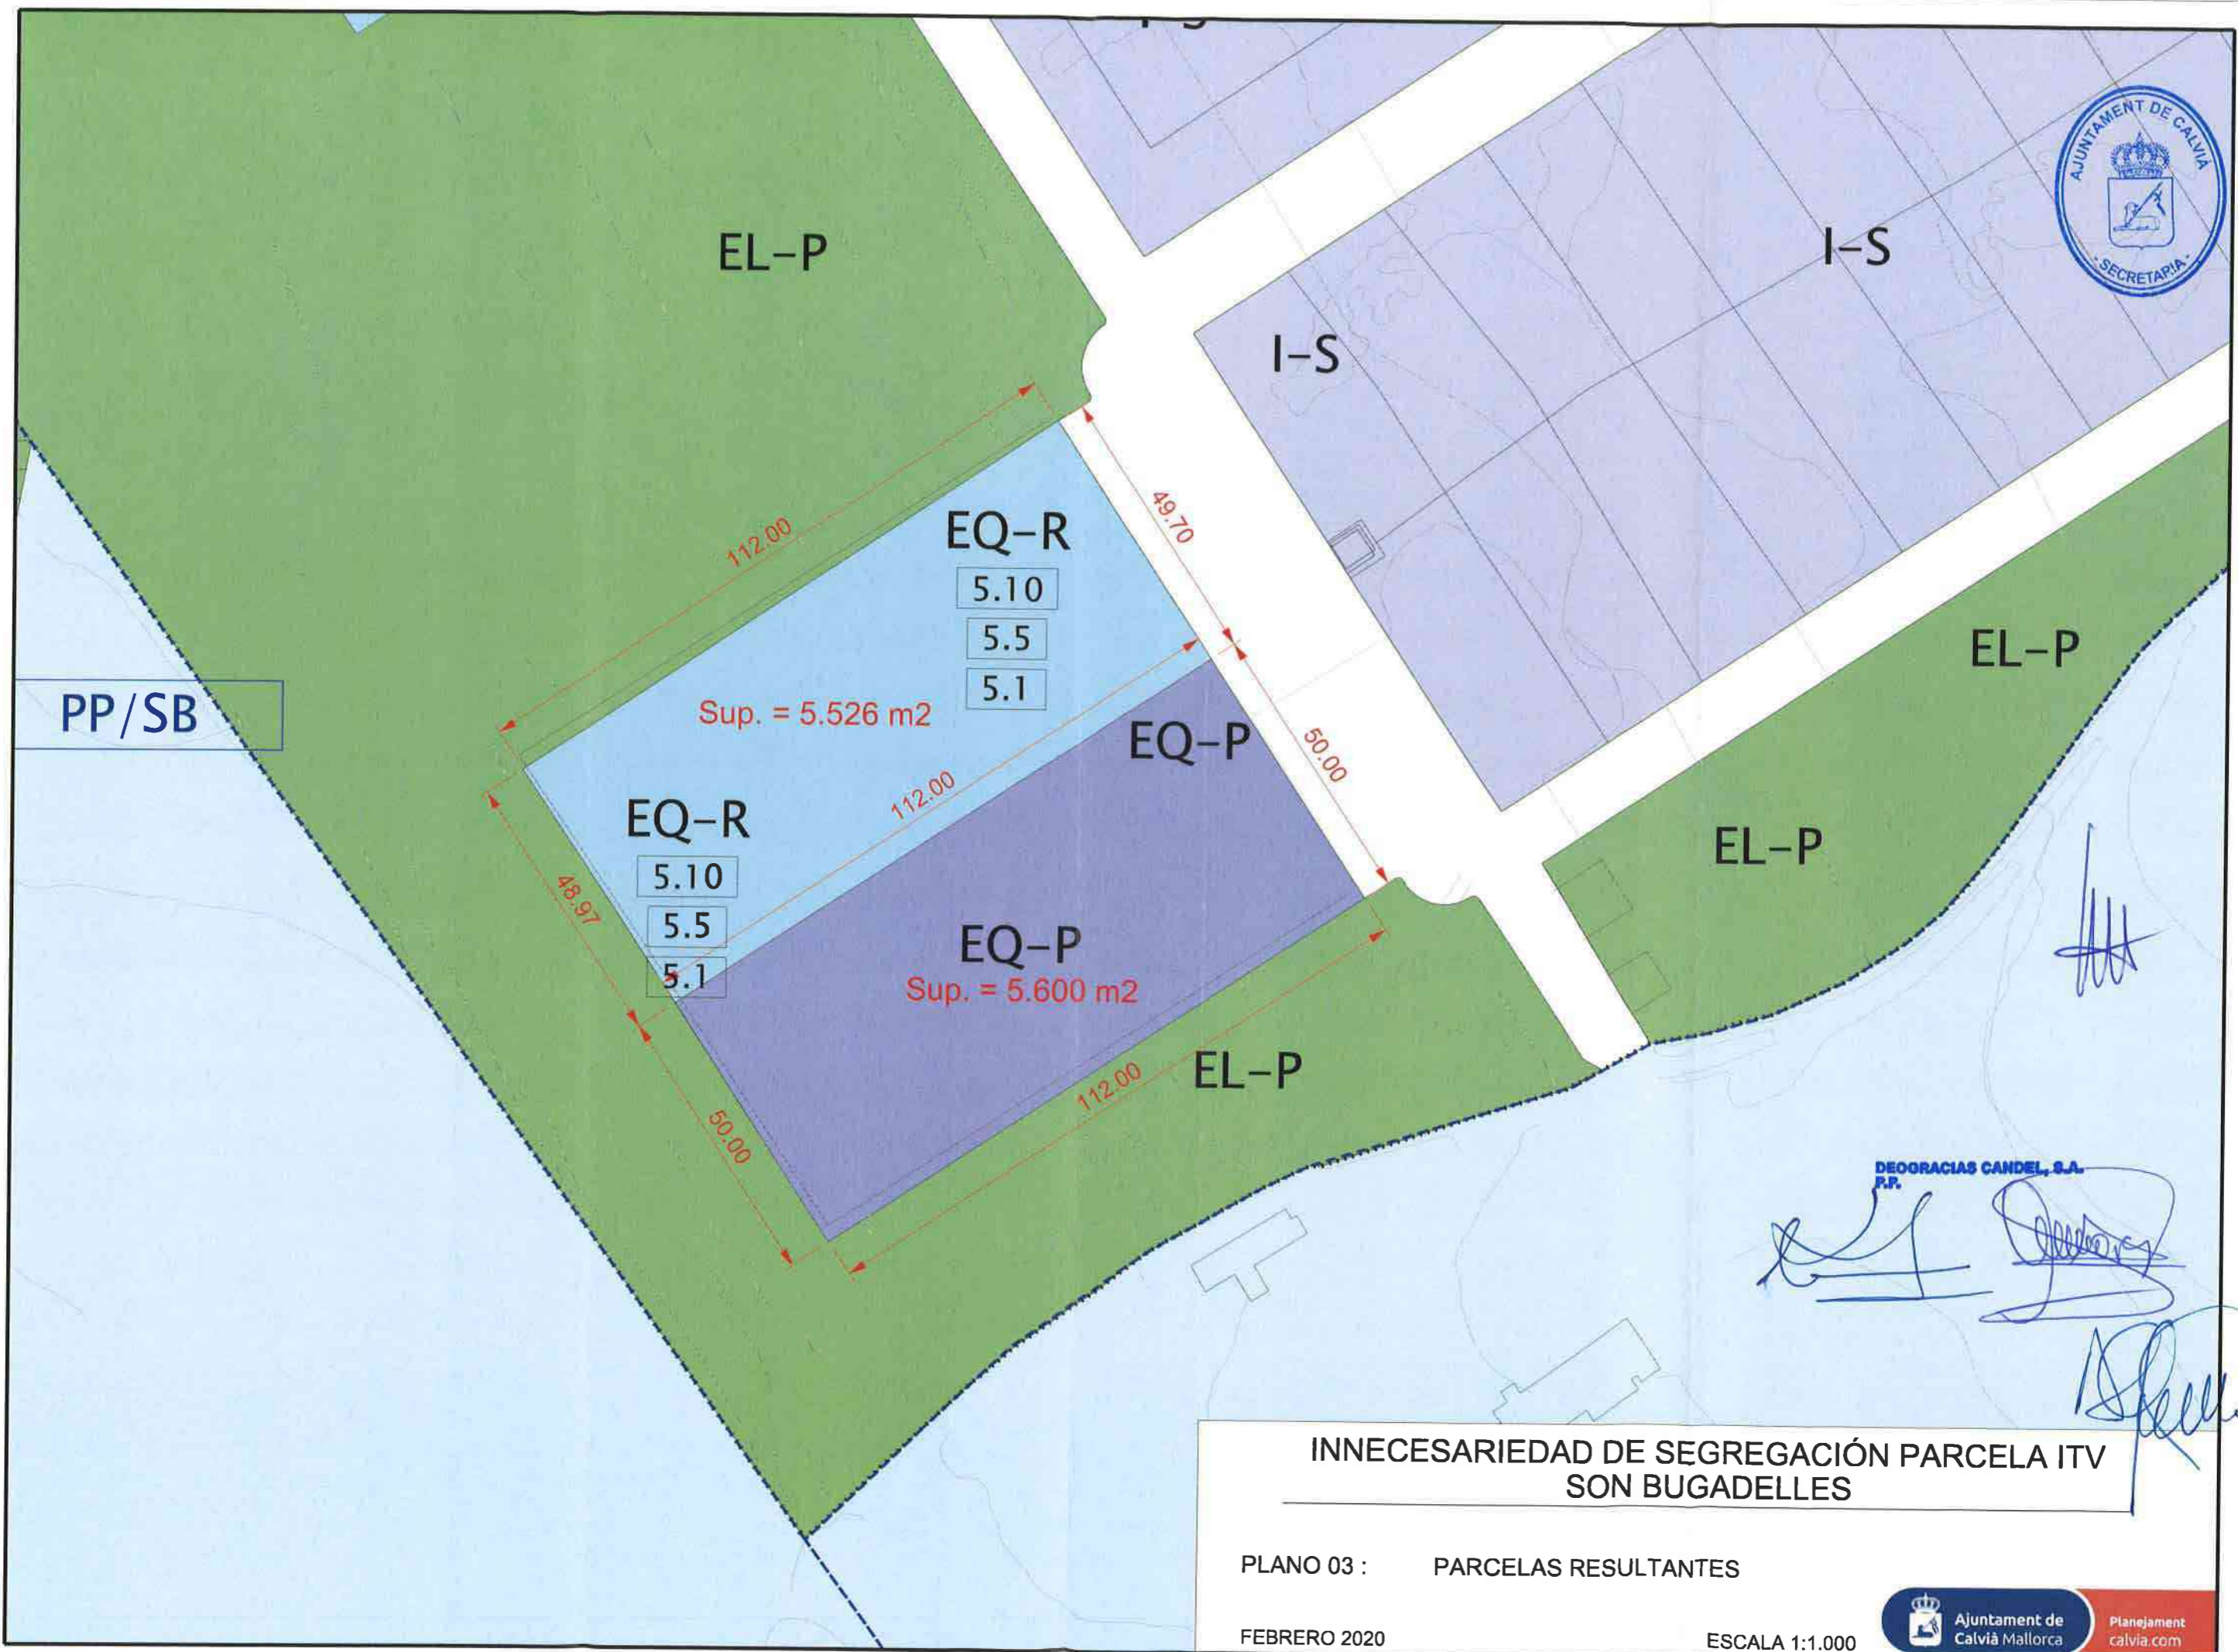 AJUNTAMENT DE CALVIÀ
- SECRETARIA -
EL-P
I-S
I-S
112.00
49.70
EQ-R
5.10
5.5
5.1
EL-P
PP/SB
Sup. = 5.526 m2
EQ-P
50.00
112.00
EQ-R
5.10
5.5
5.1
EL-P
48.97
EQ-P
Sup. = 5.600 m2
EL-P
112.00
50.00
DEOGRACIAS CANDEL, S.A.
P.P.
INNECESARIEDAD DE SEGREGACIÓN PARCELA ITV
SON BUGADELLES
PLANO 03 : PARCELAS RESULTANTES
FEBRERO 2020
ESCALA 1:1.000
Ajuntament de
Calvià Mallorca
Planejament
calvia.com